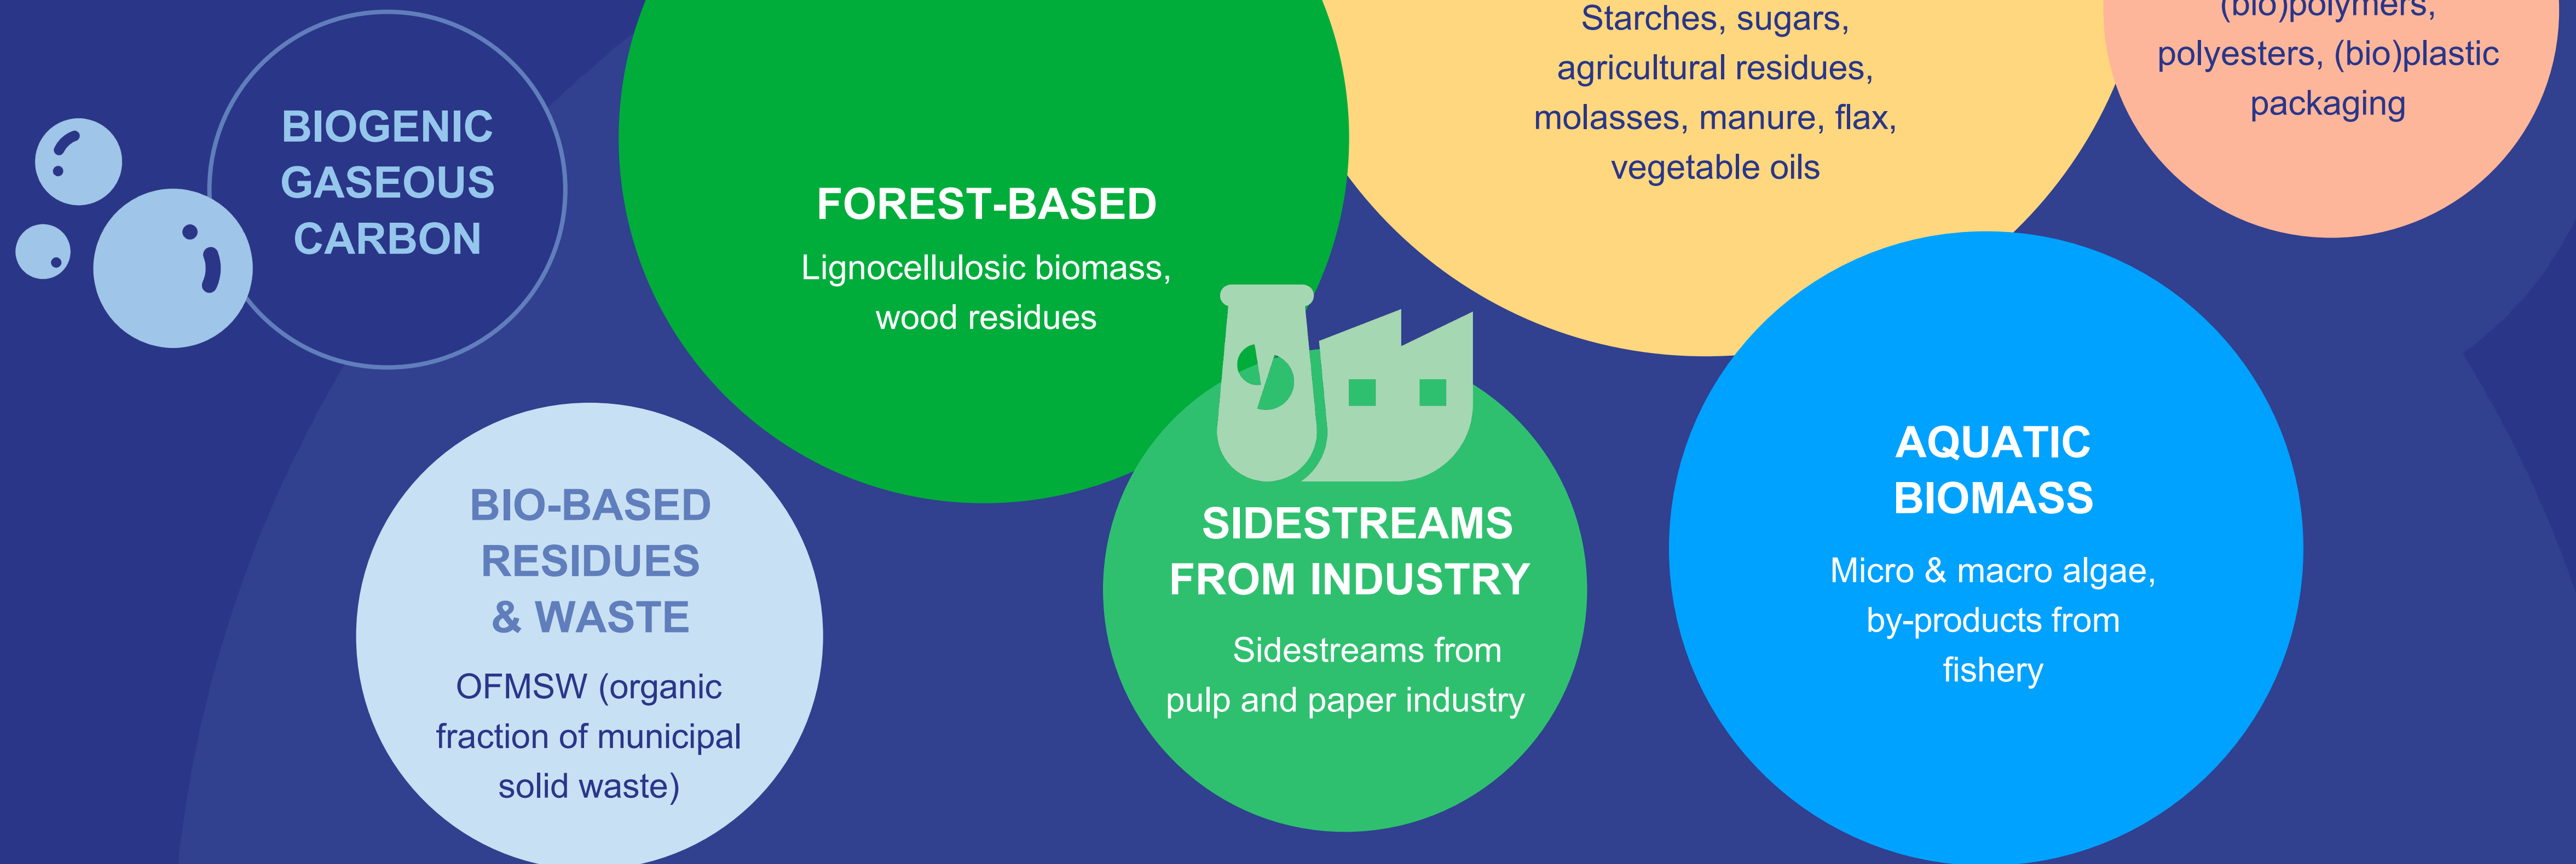 BIOGENIC
GASEOUS
CARBON
FOREST-BASED
Lignocellulosic biomass,
wood residues
Starches, sugars,
agricultural residues,
molasses, manure, flax,
vegetable oils
(bio)polymers,
polyesters, (bio)plastic
packaging
BIO-BASED
RESIDUES
& WASTE
OFMSW (organic
fraction of municipal
solid waste)
SIDESTREAMS
FROM INDUSTRY
Sidestreams from
pulp and paper industry
AQUATIC
BIOMASS
Micro & macro algae,
by-products from
fishery